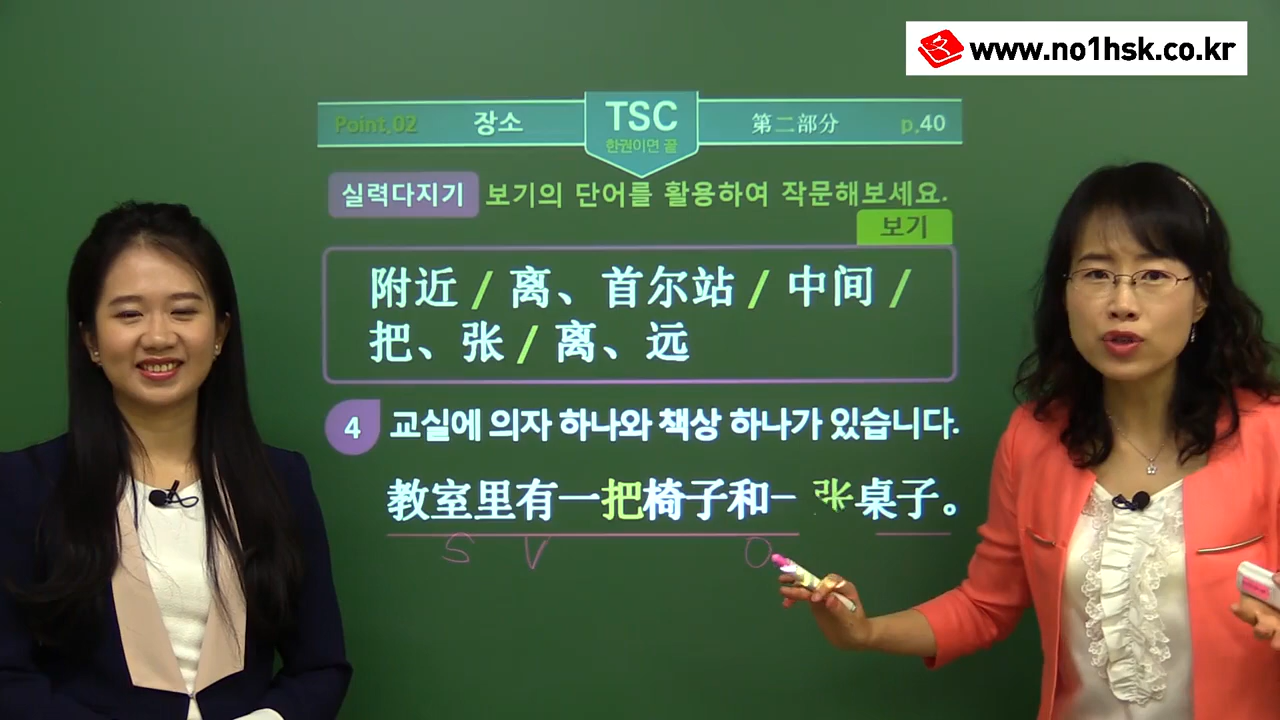 www.no1hsk.co.kr
Point.02 장소 TSC 第二部分 p.40
한권이면 끝
실력다지기 보기의 단어를 활용하여 작문해보세요.
보기
附近 / 离、首尔站 / 中间 /
把、张 / 离、远
4 교실에 의자 하나와 책상 하나가 있습니다.
教室里有一把椅子和一 张桌子。
S V O